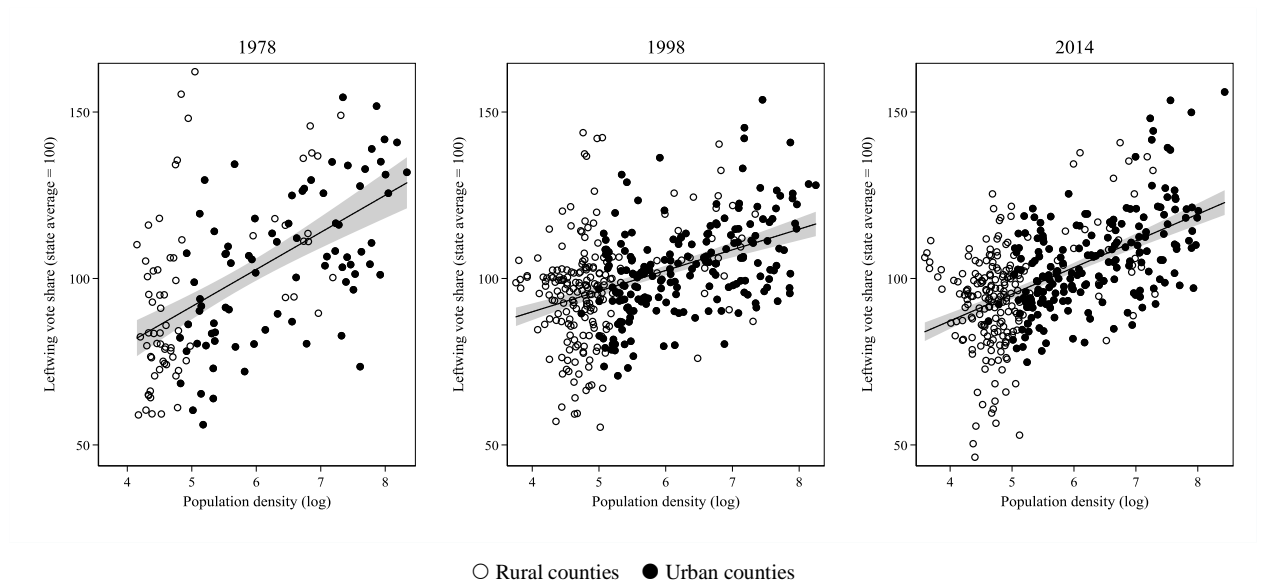 1978
1998
2014
Leftwing vote share (state average = 100)
150
100
50
4 5 6 7 8
Population density (log)
Leftwing vote share (state average = 100)
150
100
50
4 5 6 7 8
Population density (log)
Leftwing vote share (state average = 100)
150
100
50
4 5 6 7 8
Population density (log)
Rural counties Urban counties